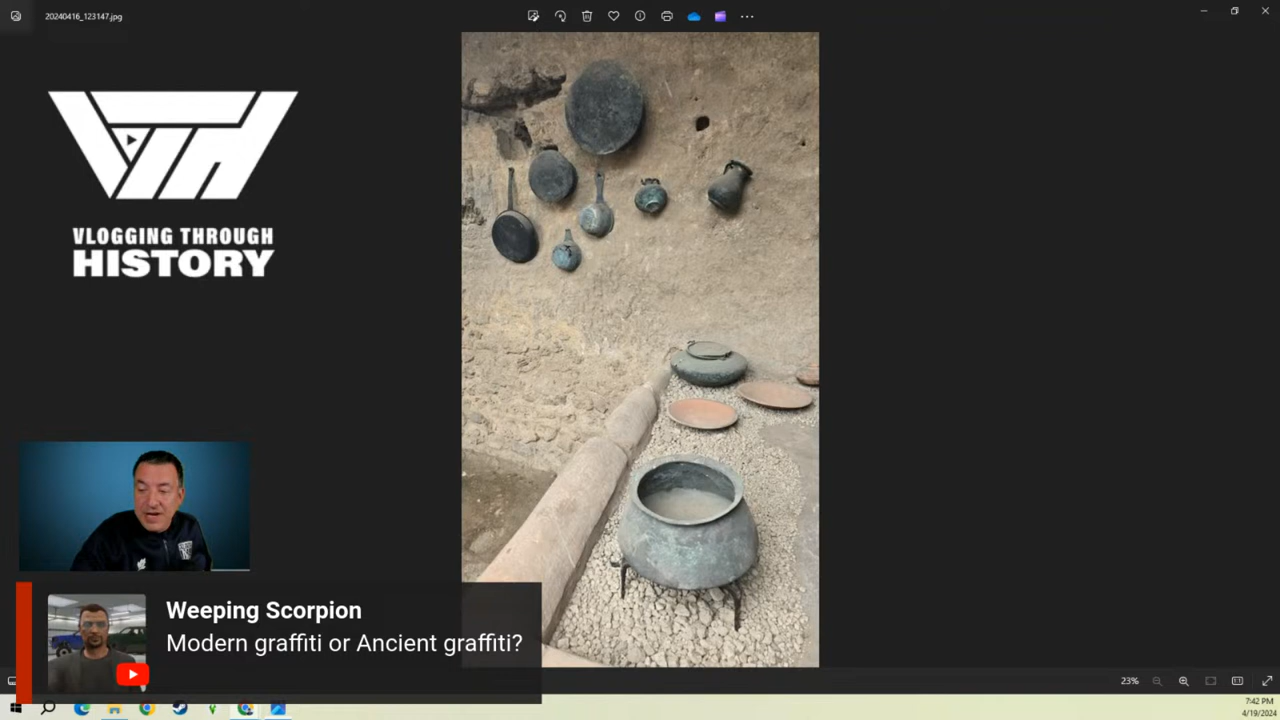 20240416_123147.jpg
VTH
VLOGGING THROUGH
HISTORY
Weeping Scorpion
Modern graffiti or Ancient graffiti?
23%
7:42 PM
4/19/2024